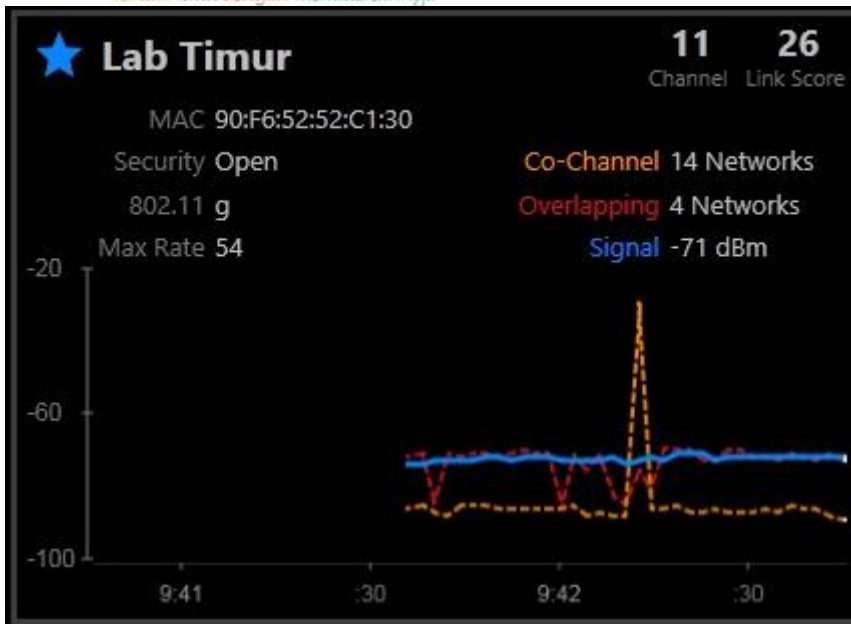 Lab Timur
11 26
Channel Link Score
MAC 90:F6:52:52:C1:30
Security Open
Co-Channel 14 Networks
802.11 g
Overlapping 4 Networks
Max Rate 54
Signal -71 dBm
-20
-60
-100
9:41 :30 9:42 :30